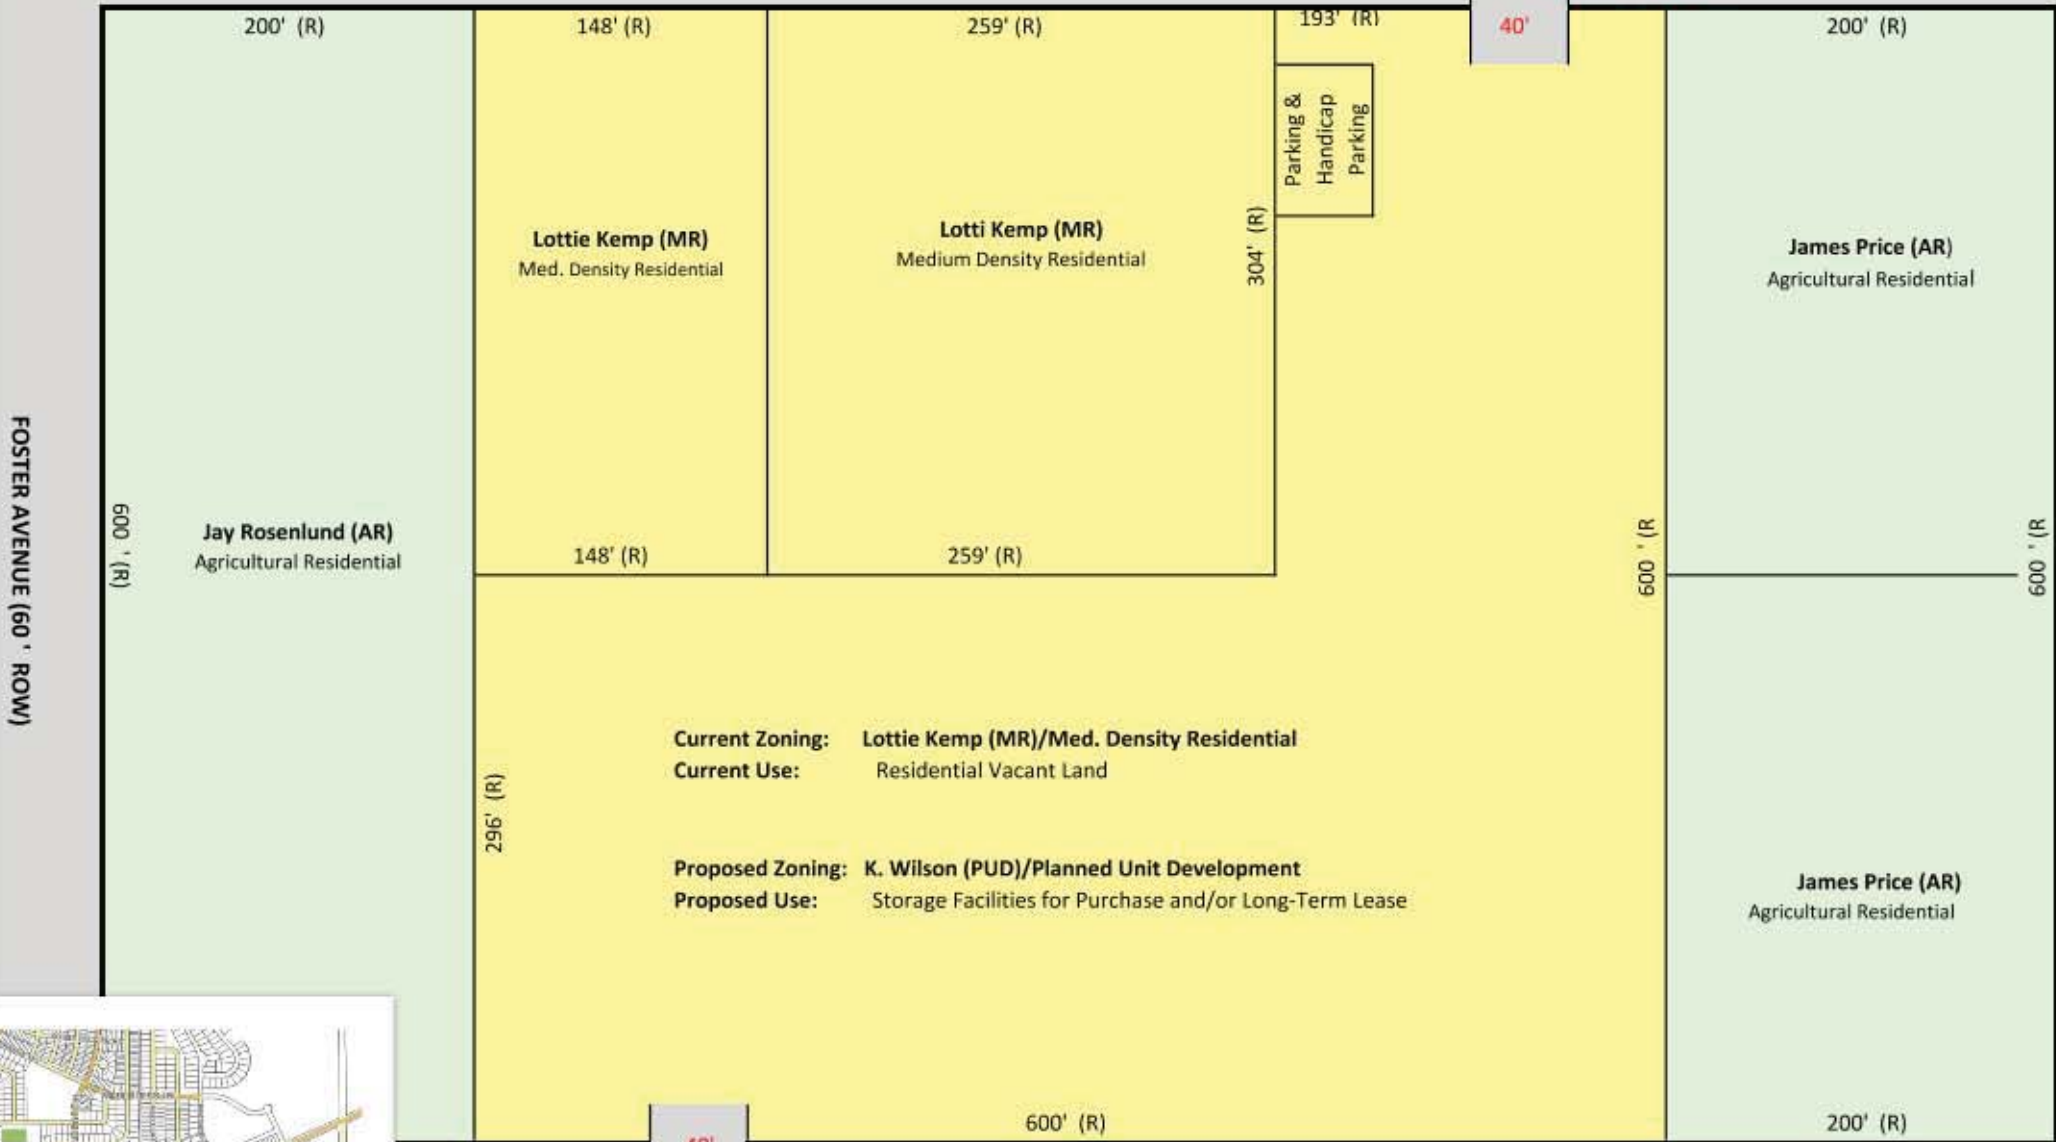 200' (R)
148' (R)
259' (R)
193' (R)
40'
200' (R)
Parking &
Handicap
Parking
304' (R)
Lottie Kemp (MR)
Med. Density Residential
Lotti Kemp (MR)
Medium Density Residential
James Price (AR)
Agricultural Residential
FOSTER AVENUE (60 ' ROW)
600 ' (R)
Jay Rosenlund (AR)
Agricultural Residential
148' (R)
259' (R)
600 ' (R
600 ' (R
296' (R)
Current Zoning: Lottie Kemp (MR)/Med. Density Residential
Current Use: Residential Vacant Land
Proposed Zoning: K. Wilson (PUD)/Planned Unit Development
Proposed Use: Storage Facilities for Purchase and/or Long-Term Lease
James Price (AR)
Agricultural Residential
40'
600' (R)
200' (R)